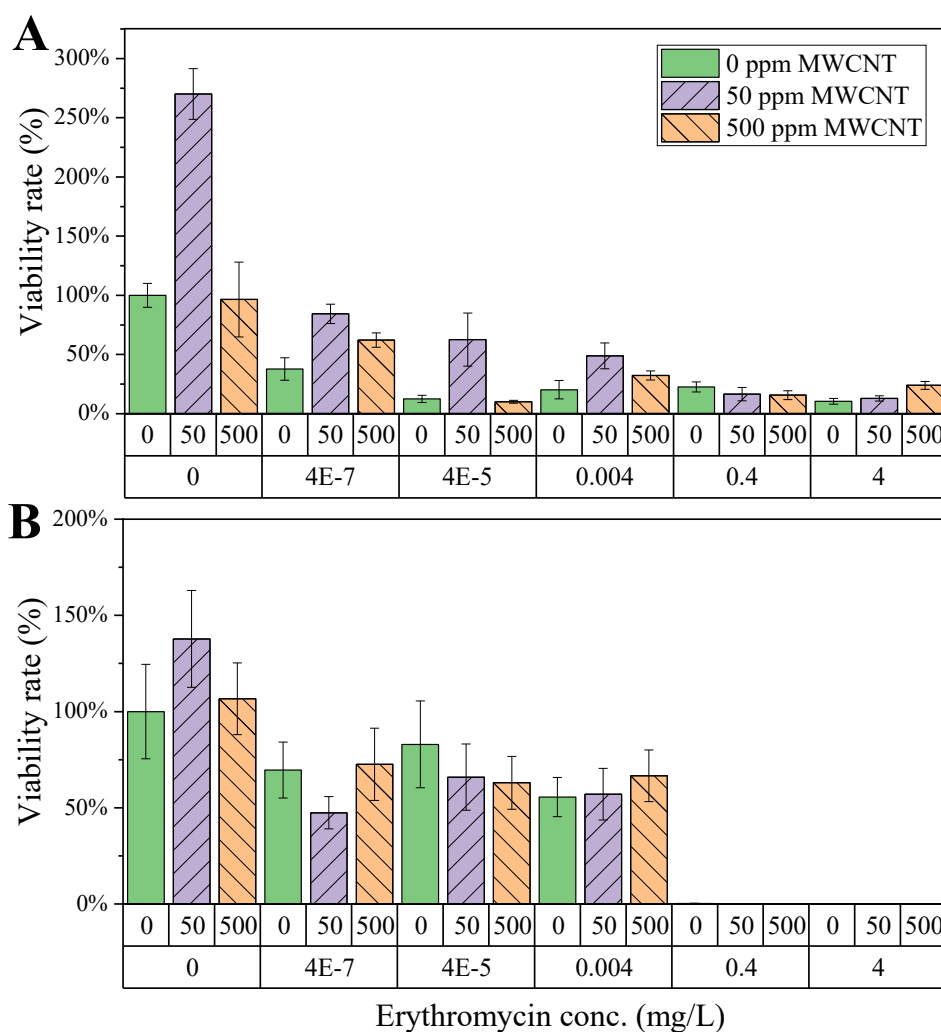 A
Viability rate (%)
300%
250%
200%
150%
100%
50%
0%
0 ppm MWCNT
50 ppm MWCNT
500 ppm MWCNT
0 50 500 0 50 500 0 50 500 0 50 500 0 50 500 0 50 500
0 4E-7 4E-5 0.004 0.4 4
B
Viability rate (%)
200%
150%
100%
50%
0%
0 50 500 0 50 500 0 50 500 0 50 500 0 50 500 0 50 500
0 4E-7 4E-5 0.004 0.4 4
Erythromycin conc. (mg/L)